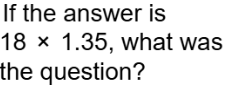 If the answer is
18 × 1.35, what was
the question?